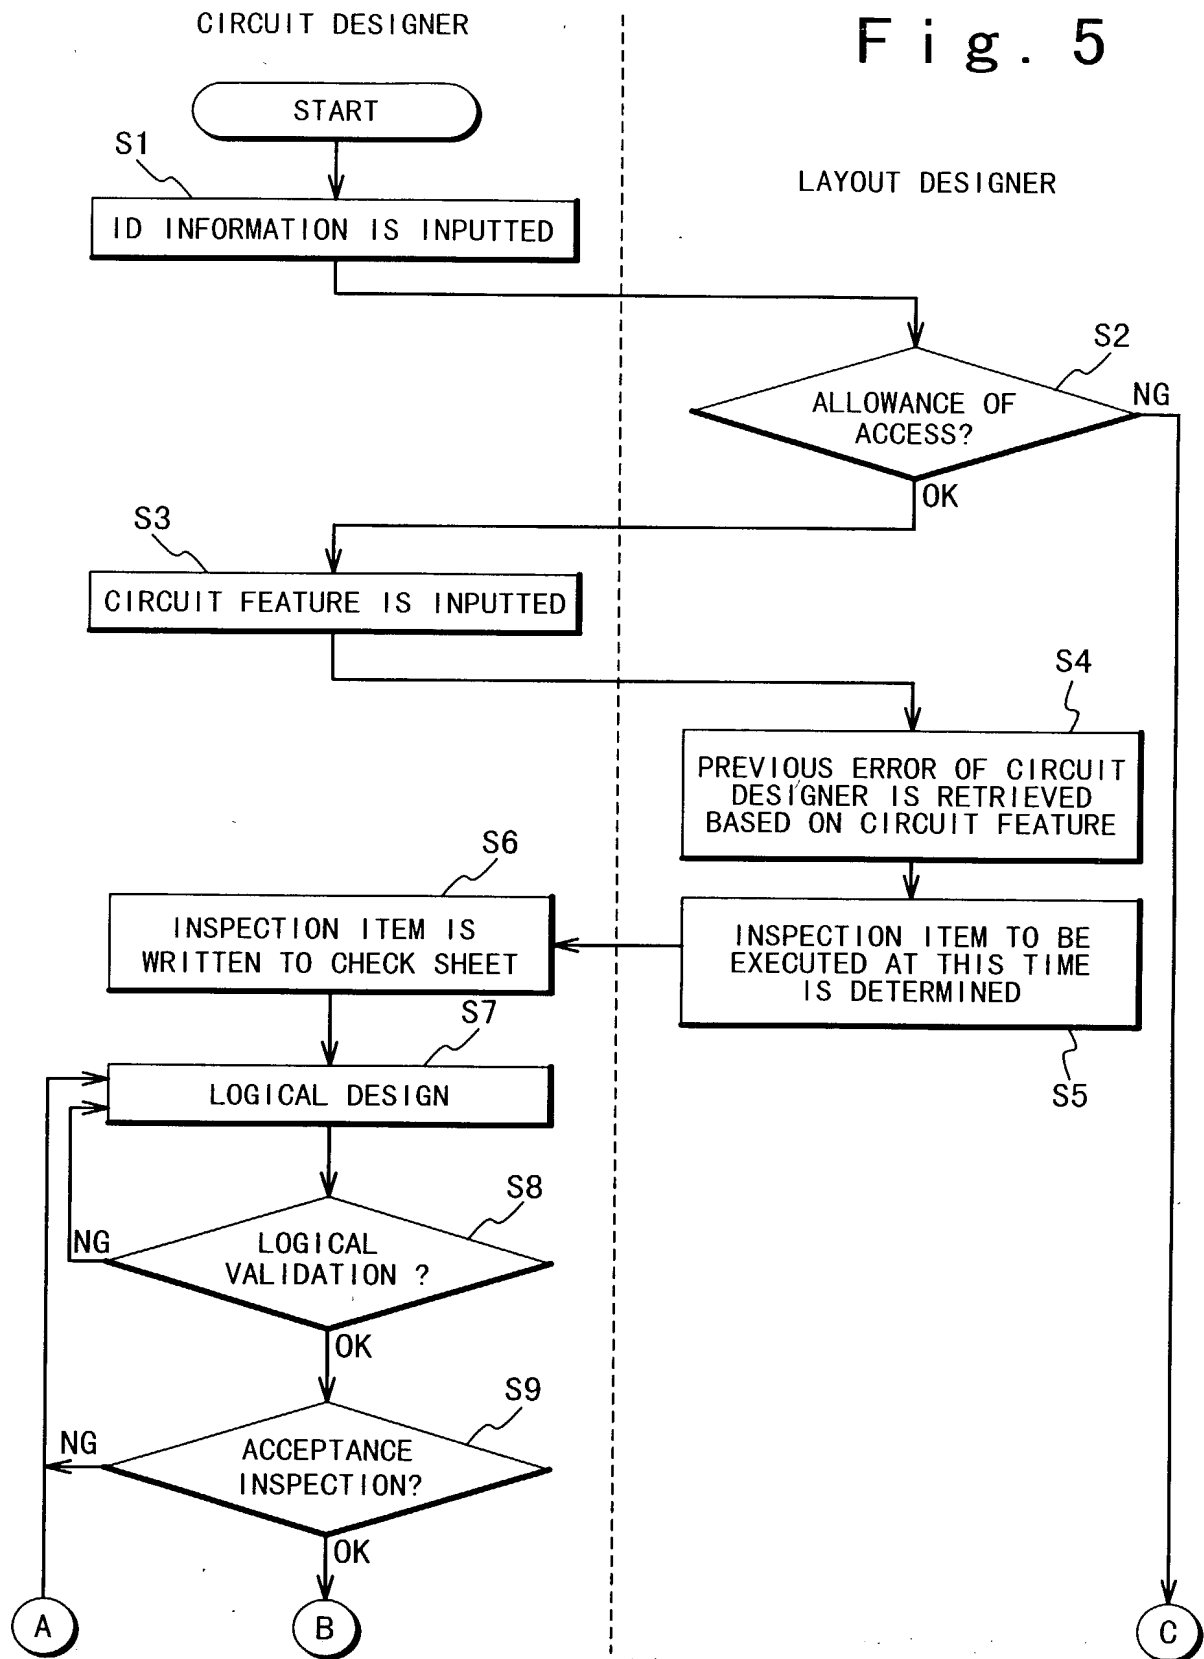 CIRCUIT DESIGNER
Fig. 5
START
S1
LAYOUT DESIGNER
ID INFORMATION IS INPUTTED
S2
ALLOWANCE OF
ACCESS?
NG
OK
S3
CIRCUIT FEATURE IS INPUTTED
S4
PREVIOUS ERROR OF CIRCUIT
DESIGNER IS RETRIEVED
BASED ON CIRCUIT FEATURE
S6
INSPECTION ITEM IS
WRITTEN TO CHECK SHEET
INSPECTION ITEM TO BE
EXECUTED AT THIS TIME
IS DETERMINED
S7
S5
LOGICAL DESIGN
S8
NG
LOGICAL
VALIDATION ?
OK
S9
NG
ACCEPTANCE
INSPECTION?
OK
A
B
C